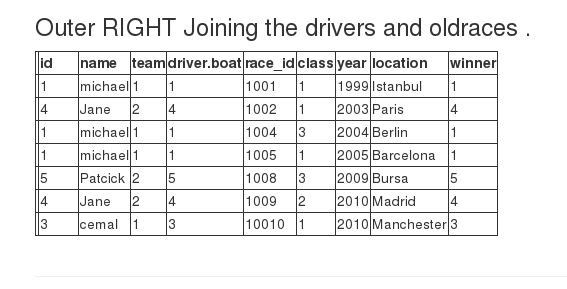 Outer RIGHT Joining the drivers and oldraces .
id name team driver.boat race_id class year location winner
1 michael 1 1 1001 1 1999 Istanbul 1
4 Jane 2 4 1002 1 2003 Paris 4
1 michael 1 1 1004 3 2004 Berlin 1
1 michael 1 1 1005 1 2005 Barcelona 1
5 Patcick 2 5 1008 3 2009 Bursa 5
4 Jane 2 4 1009 2 2010 Madrid 4
3 cemal 1 3 10010 1 2010 Manchester 3